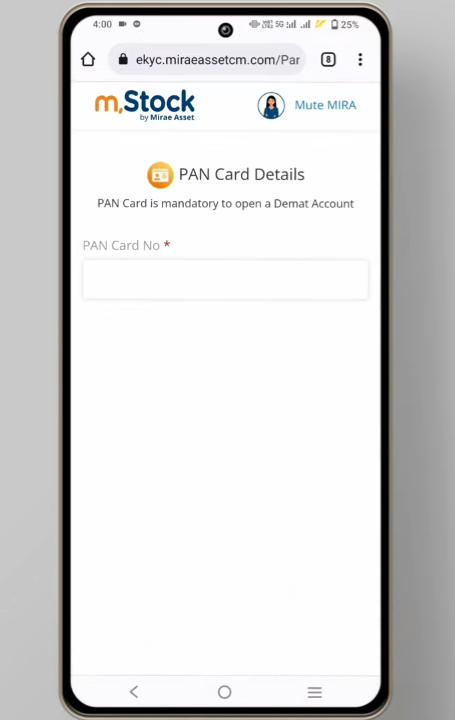 4:00
5G
25%
ekyc.miraeassetcm.com/Par
8
m.Stock
by Mirae Asset
Mute MIRA
PAN Card Details
PAN Card is mandatory to open a Demat Account
PAN Card No *